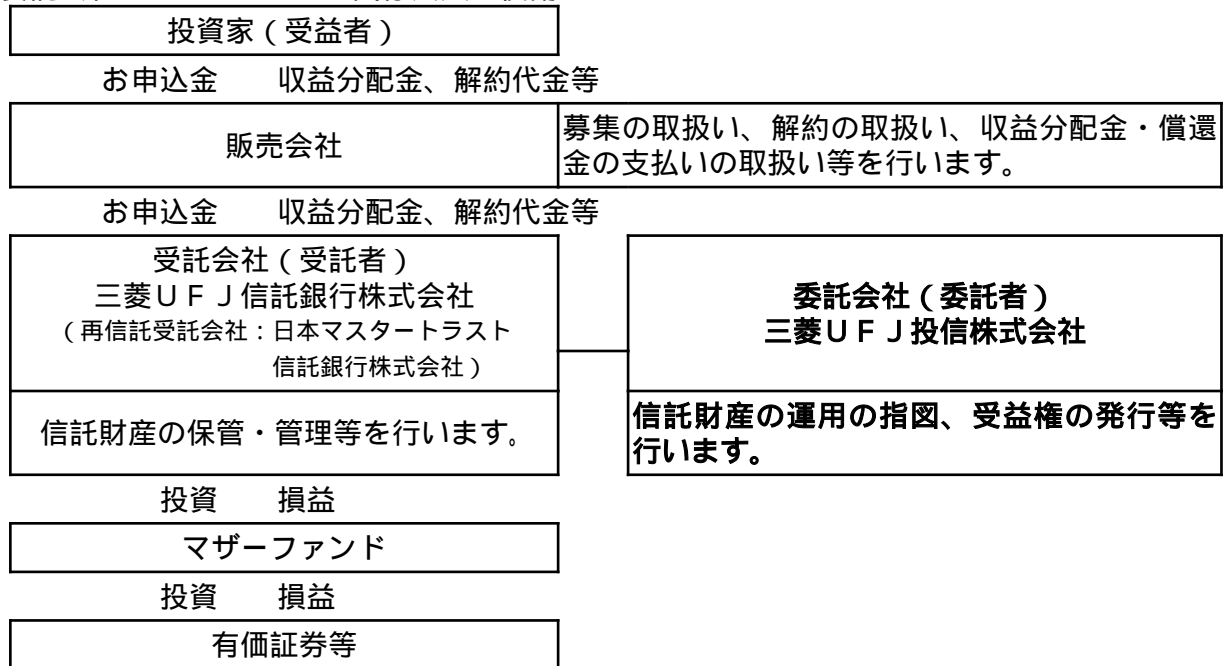 投資家（受益者）
お申込金　　収益分配金、解約代金等
販売会社
募集の取扱い、解約の取扱い、収益分配金・償還
金の支払いの取扱い等を行います。
お申込金　　収益分配金、解約代金等
受託会社（受託者）
三菱ＵＦＪ信託銀行株式会社
（再信託受託会社：日本マスタートラスト
信託銀行株式会社）
委託会社（委託者）
三菱ＵＦＪ投信株式会社
信託財産の保管・管理等を行います。
信託財産の運用の指図、受益権の発行等を
行います。
投資　　損益
マザーファンド
投資　　損益
有価証券等